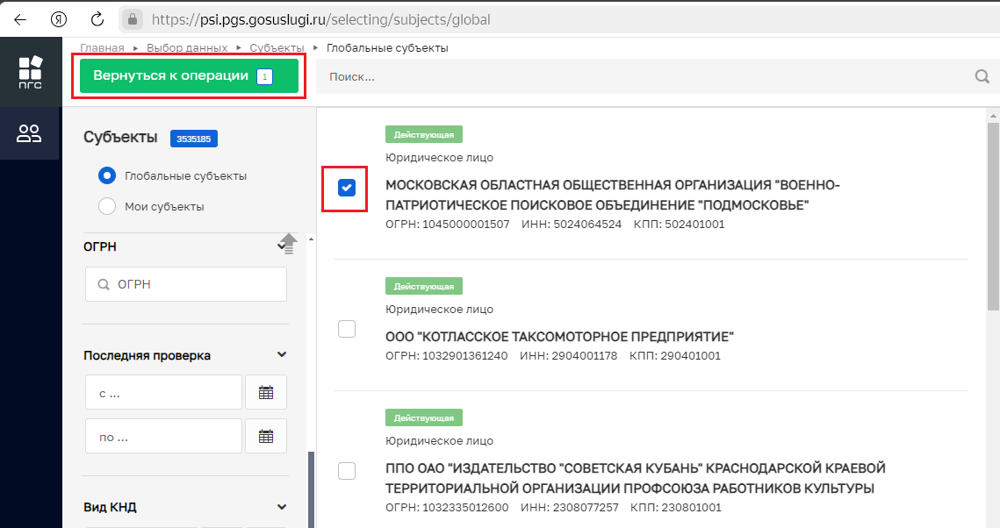 https://psi.pgs.gosuslugi.ru/selecting/subjects/global
Главная ▸ Выбор данных ▸ Субъекты ▸ Глобальные субъекты
ПГС
Вернуться к операции 1
Поиск...
Субъекты 3535185
Глобальные субъекты
Мои субъекты
ОГРН
ОГРН
Последняя проверка
с ...
по ...
Вид КНД
Действующая
Юридическое лицо
МОСКОВСКАЯ ОБЛАСТНАЯ ОБЩЕСТВЕННАЯ ОРГАНИЗАЦИЯ "ВОЕННО-
ПАТРИОТИЧЕСКОЕ ПОИСКОВОЕ ОБЪЕДИНЕНИЕ "ПОДМОСКОВЬЕ"
ОГРН: 1045000001507 ИНН: 5024064524 КПП: 502401001
Действующая
Юридическое лицо
ООО "КОТЛАССКОЕ ТАКСОМОТОРНОЕ ПРЕДПРИЯТИЕ"
ОГРН: 1032901361240 ИНН: 2904001178 КПП: 290401001
Действующая
Юридическое лицо
ППО ОАО "ИЗДАТЕЛЬСТВО "СОВЕТСКАЯ КУБАНЬ" КРАСНОДАРСКОЙ КРАЕВОЙ
ТЕРРИТОРИАЛЬНОЙ ОРГАНИЗАЦИИ ПРОФСОЮЗА РАБОТНИКОВ КУЛЬТУРЫ
ОГРН: 1032335012600 ИНН: 2308077257 КПП: 230801001